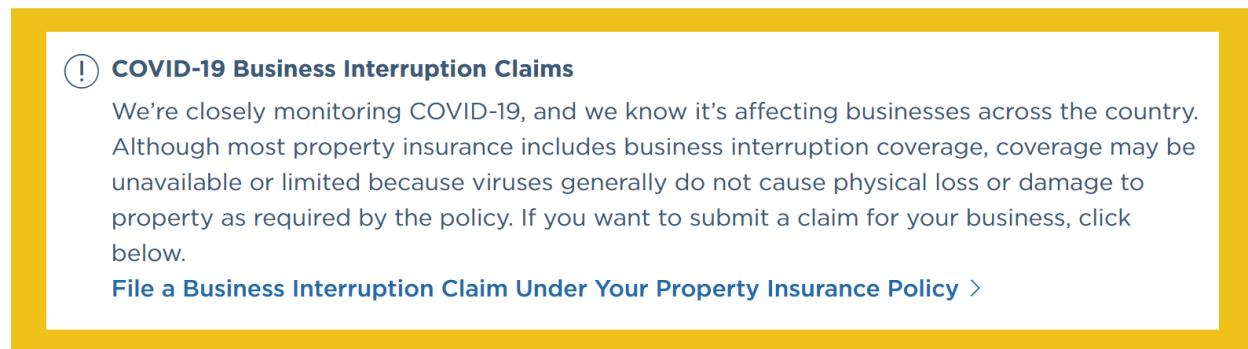 COVID-19 Business Interruption Claims
We’re closely monitoring COVID-19, and we know it’s affecting businesses across the country.
Although most property insurance includes business interruption coverage, coverage may be
unavailable or limited because viruses generally do not cause physical loss or damage to
property as required by the policy. If you want to submit a claim for your business, click
below.
File a Business Interruption Claim Under Your Property Insurance Policy >